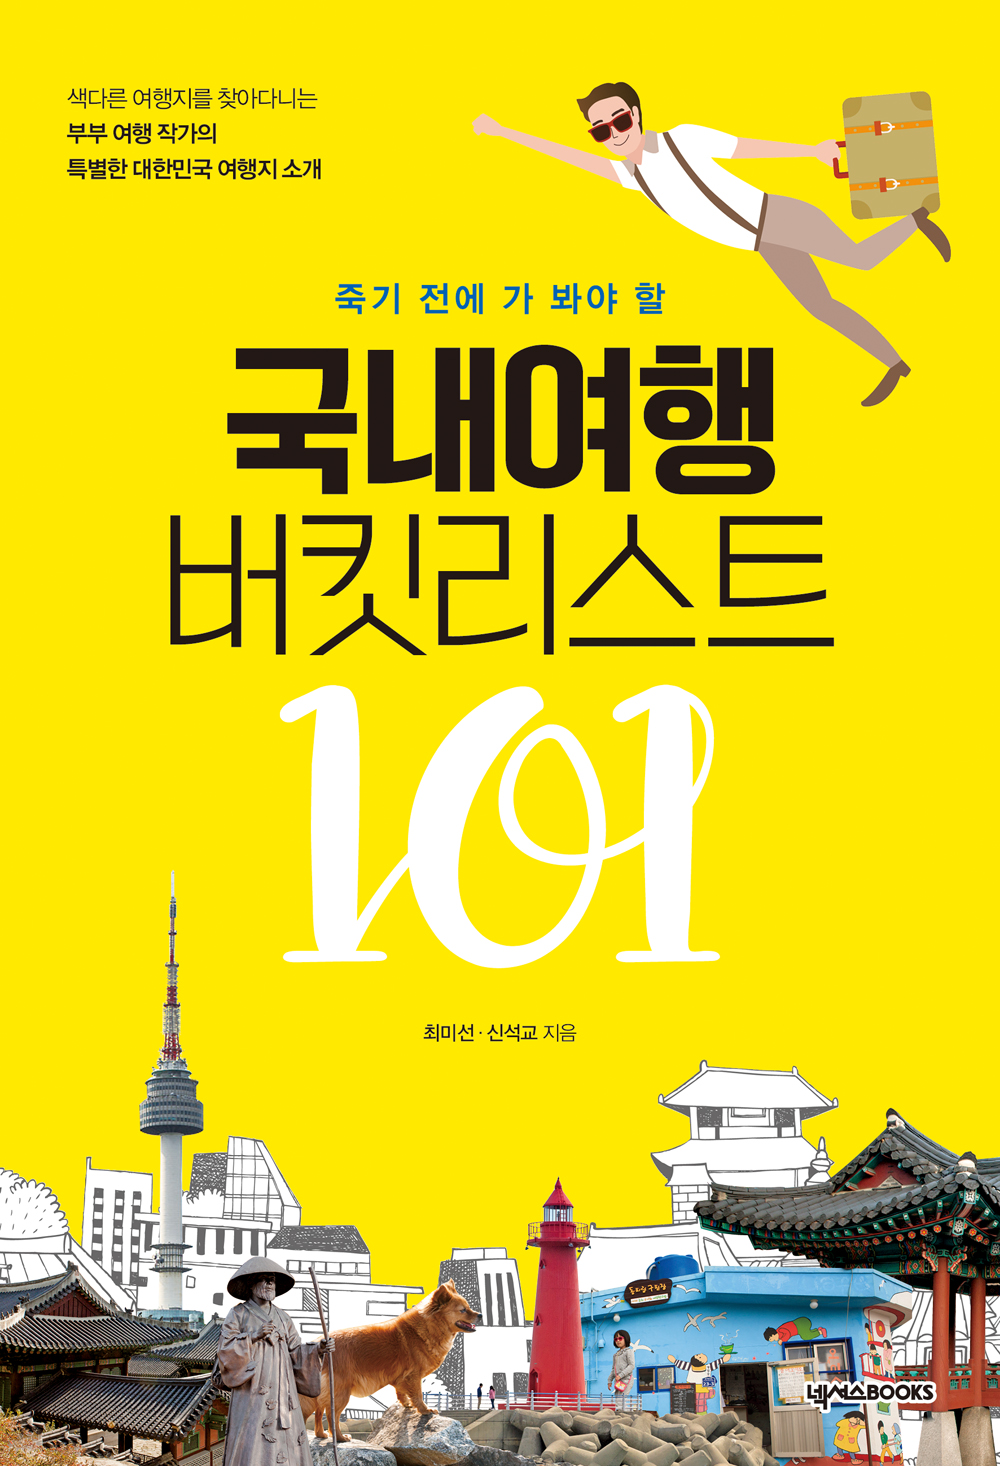 색다른 여행지를 찾아다니는
부부 여행 작가의
특별한 대한민국 여행지 소개
죽기 전에 가 봐야 할
국내여행
버킷리스트
101
최미선·신석교 지음
넥서스BOOKS